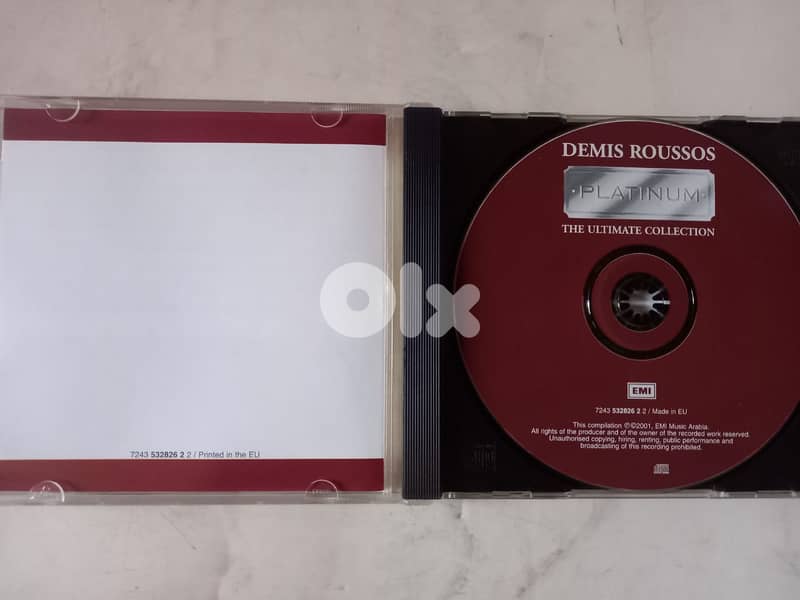 7243 532826 2 2 / Printed in the EU
olx
DEMIS ROUSSOS
·PLATINUM·
THE ULTIMATE COLLECTION
EMI
7243 532826 2 2 / Made in EU
This compilation ℗©2001, EMI Music Arabia.
All rights of the producer and of the owner of the recorded work reserved.
Unauthorised copying, hiring, renting, public performance and
broadcasting of this recording prohibited.